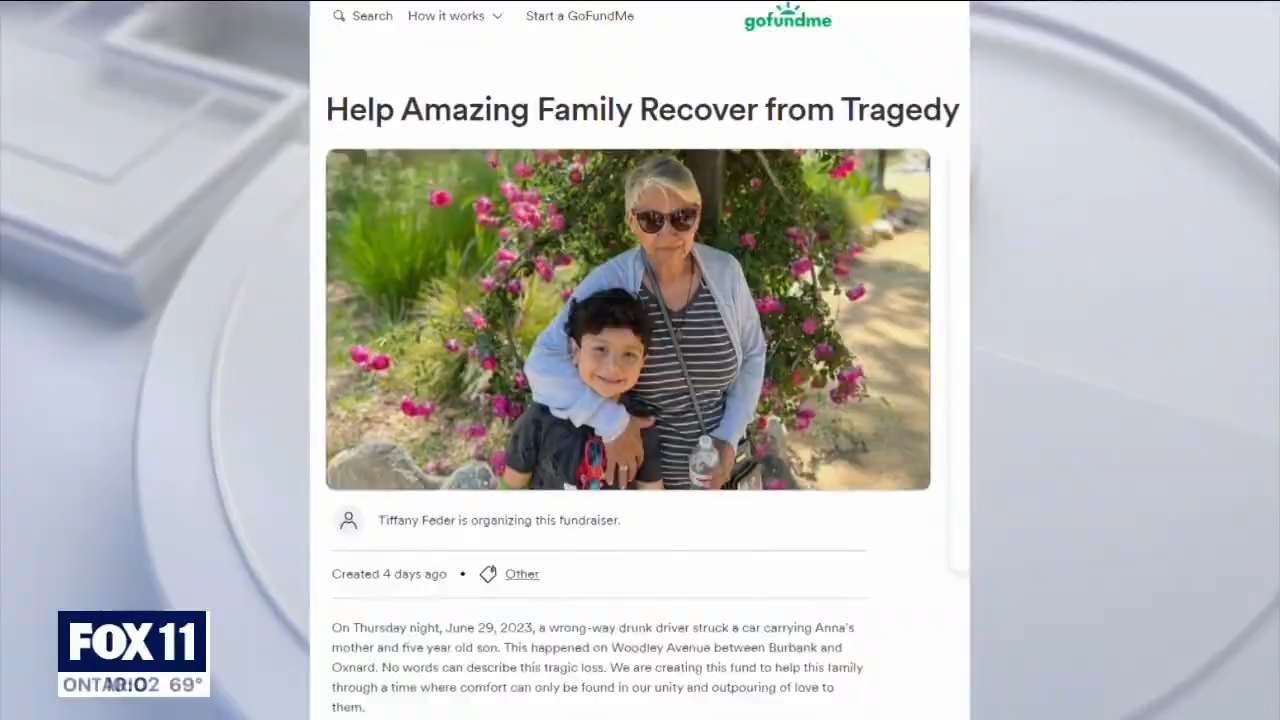 Search How it works Start a GoFundMe
gofundme
Help Amazing Family Recover from Tragedy
Tiffany Feder is organizing this fundraiser.
Created 4 days ago • Other
On Thursday night, June 29, 2023, a wrong-way drunk driver struck a car carrying Anna's
mother and five year old son. This happened on Woodley Avenue between Burbank and
Oxnard. No words can describe this tragic loss. We are creating this fund to help this family
through a time where comfort can only be found in our unity and outpouring of love to
them.
FOX 11
69°